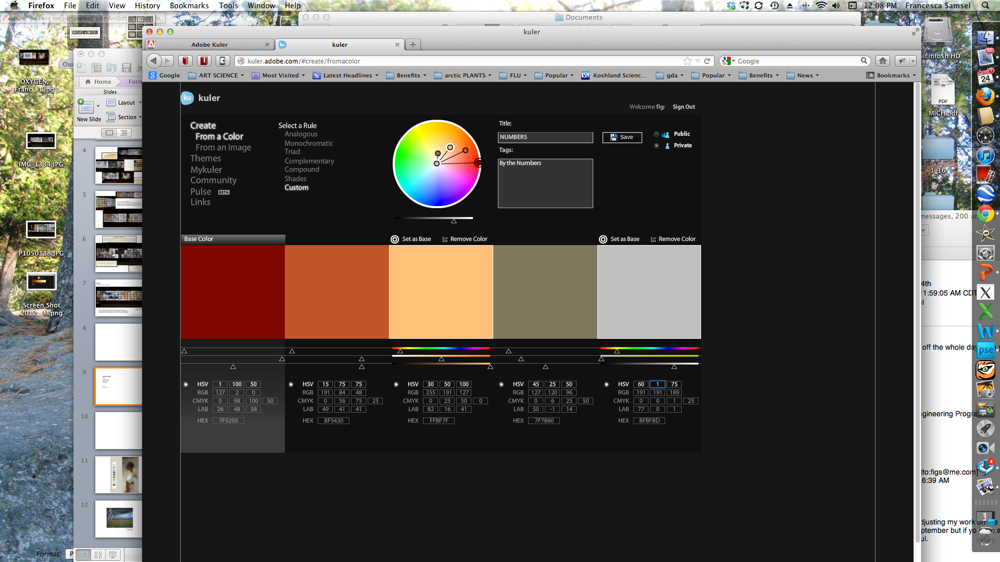 Firefox File Edit View History Bookmarks Tools Window Help
12:08 PM Francesca Samsel
You have not personalized your ArcSoft software.
Documents
kuler
Adobe Kuler
kuler
kuler.adobe.com/#create/fromacolor
Google
Google ART SCIENCE Most Visited Latest Headlines Benefits arctic PLANTS FLU Popular Koshland Scienc... gda Popular Benefits News Bookmarks
ku kuler
Welcome figs Sign Out
Create
From a Color
From an Image
Themes
Mykuler
Community
Pulse BETA
Links
Select a Rule
Analogous
Monochromatic
Triad
Complementary
Compound
Shades
Custom
Title:
NUMBERS
Save
Public
Private
Tags:
By the Numbers
Base Color
Set as Base Remove Color
Set as Base Remove Color
HSV 1 100 50
RGB 127 2 0
CMYK 0 98 100 50
LAB 26 48 38
HEX 7F0200
HSV 15 75 75
RGB 191 84 48
CMYK 0 56 75 25
LAB 49 41 41
HEX BF5430
HSV 30 50 100
RGB 255 191 127
CMYK 0 25 50 0
LAB 82 16 41
HEX FFBF7F
HSV 45 25 50
RGB 127 120 96
CMYK 0 6 25 50
LAB 50 -1 14
HEX 7F7860
HSV 60 1 75
RGB 191 191 189
CMYK 0 0 1 25
LAB 77 0 1
HEX BFBFBD
OXYGEN,
Franc...1.jpg
IMG_1334.JPG
P1050118.JPG
Screen Shot
2012...M.png
Home Form
Slides
New Slide
Layout
Section
4
5
6
7
8
9
10
11
12
Format: P
acintosh HD
PDF
MICH.pdf
1_16
messages, 200 u
4th
1:59:05 AM CDT
off the whole day
ngineering Progra
lto:figs@me.com]
6:39 AM
djusting my work on
ptember but if yo
ul.
200
1
24
pse
4